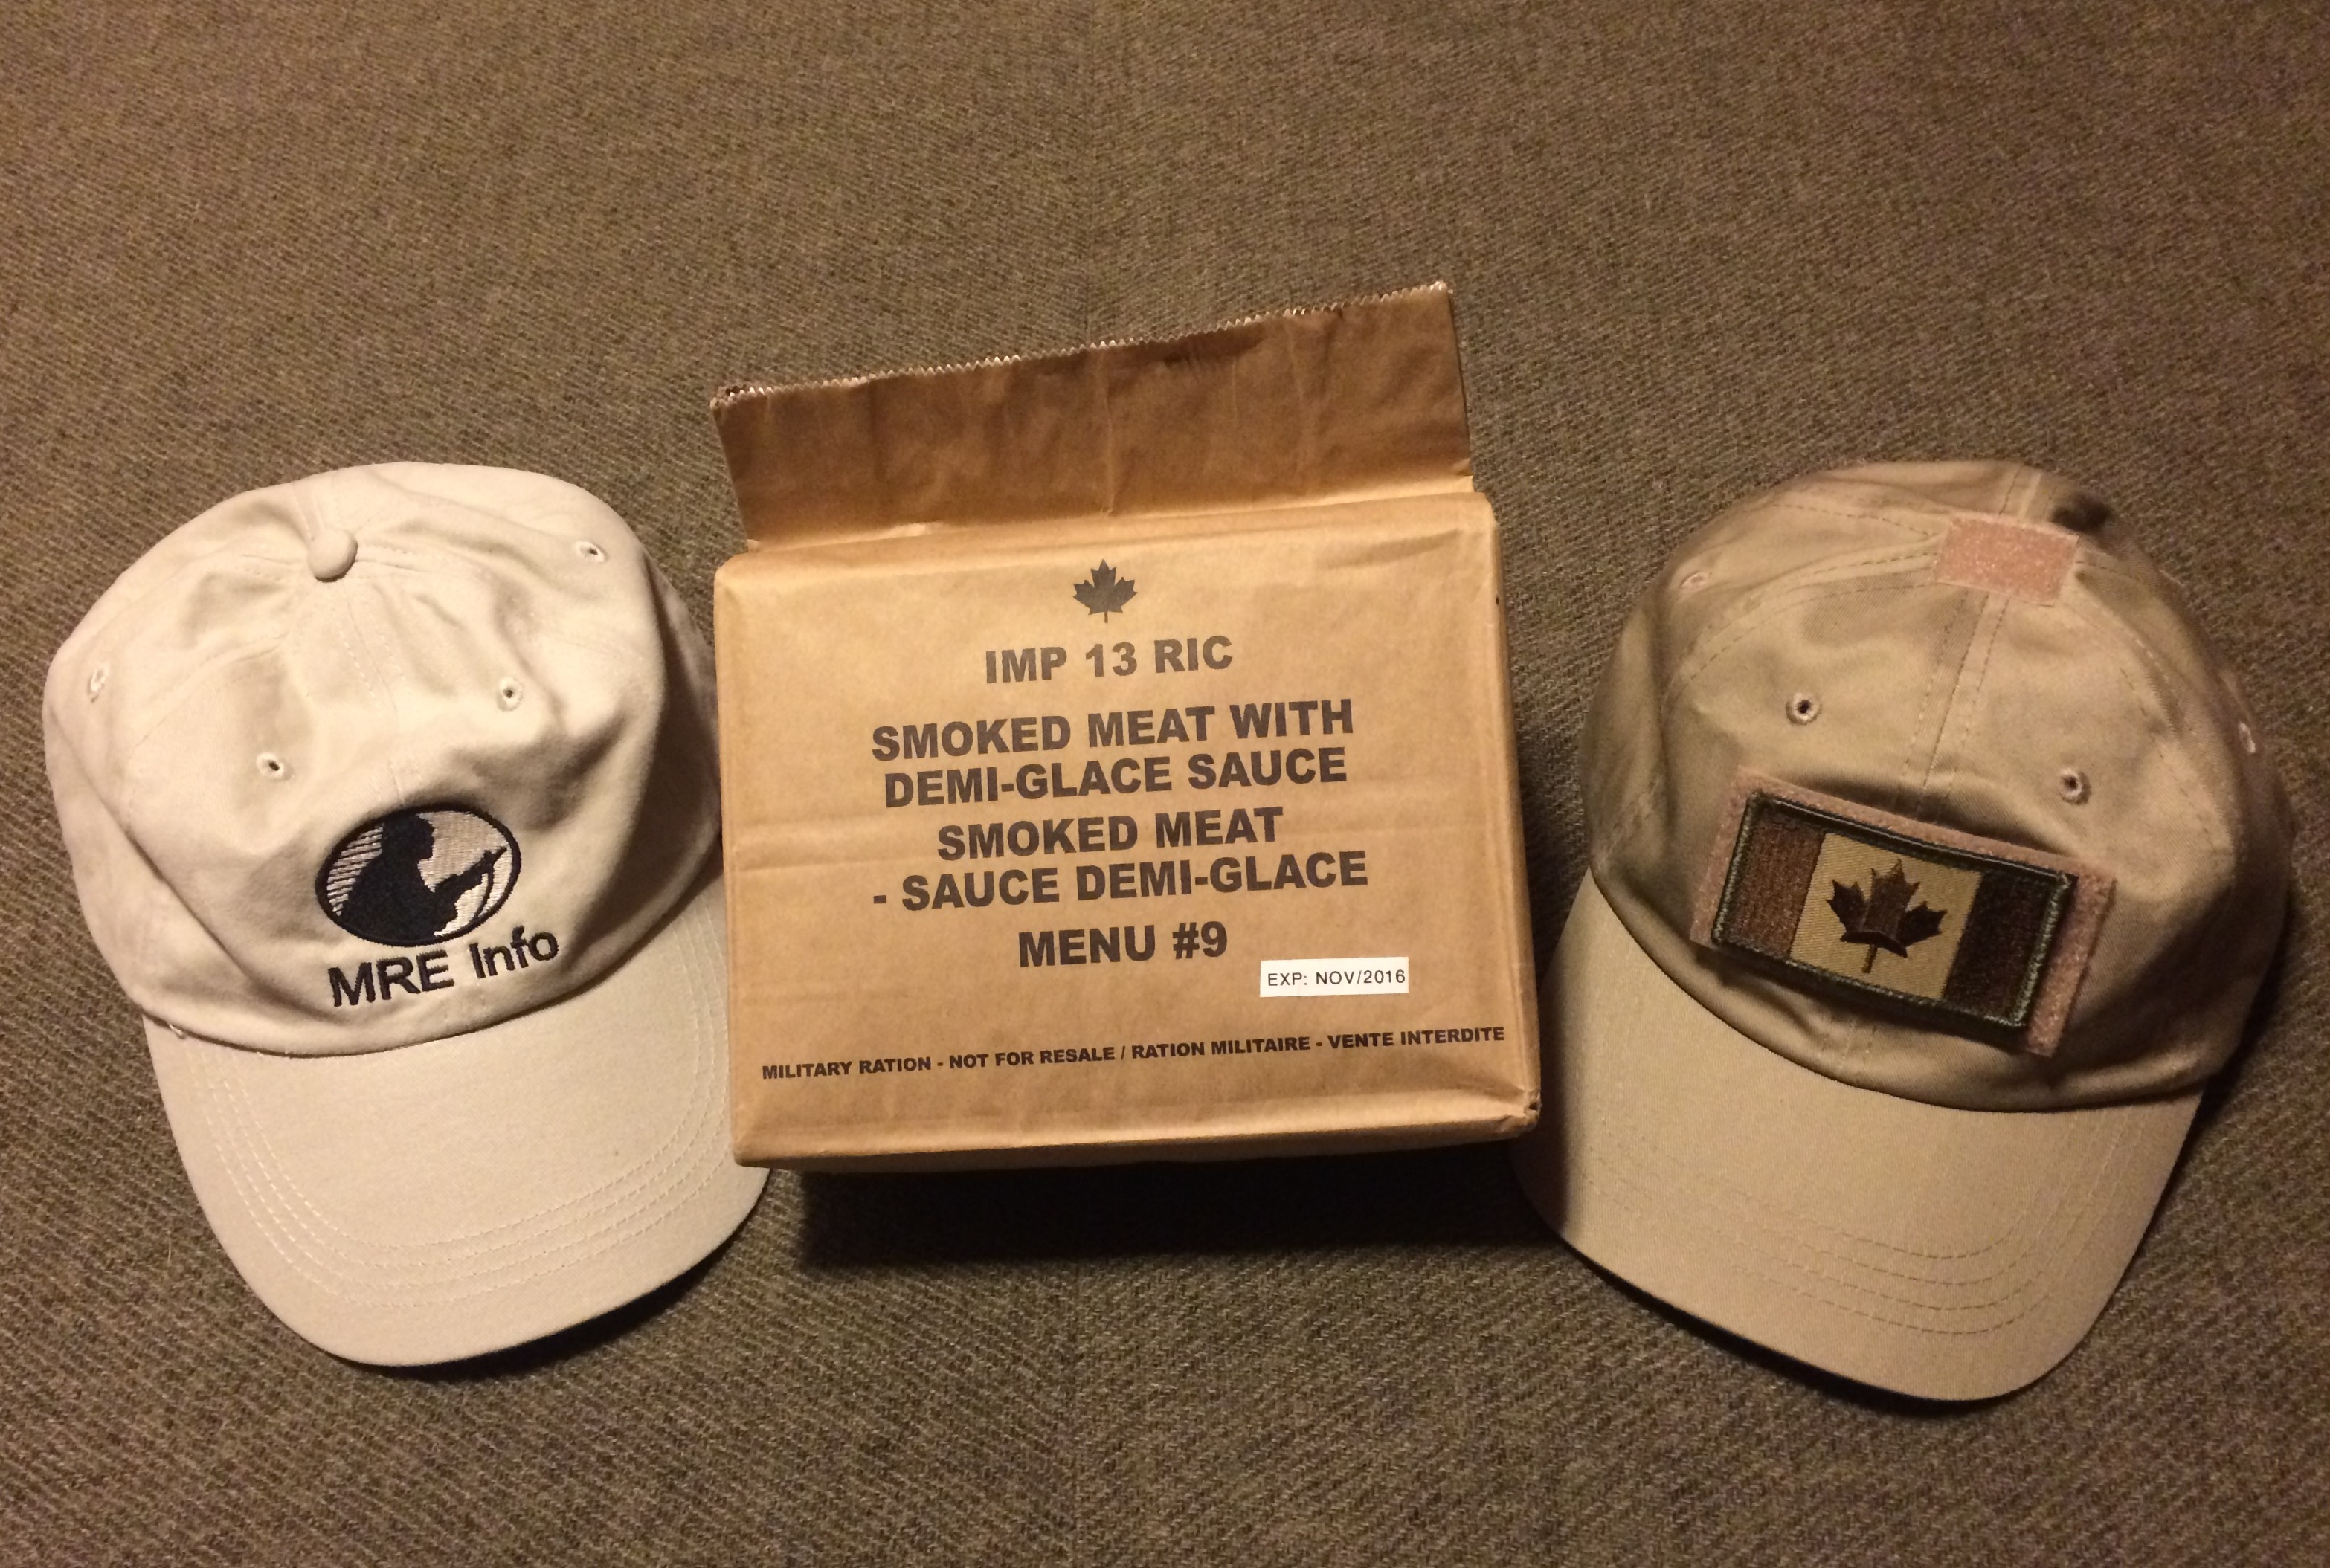 MRE Info
IMP 13 RIC
SMOKED MEAT WITH
DEMI-GLACE SAUCE
SMOKED MEAT
- SAUCE DEMI-GLACE
MENU #9
EXP: NOV/2016
MILITARY RATION - NOT FOR RESALE / RATION MILITAIRE - VENTE INTERDITE